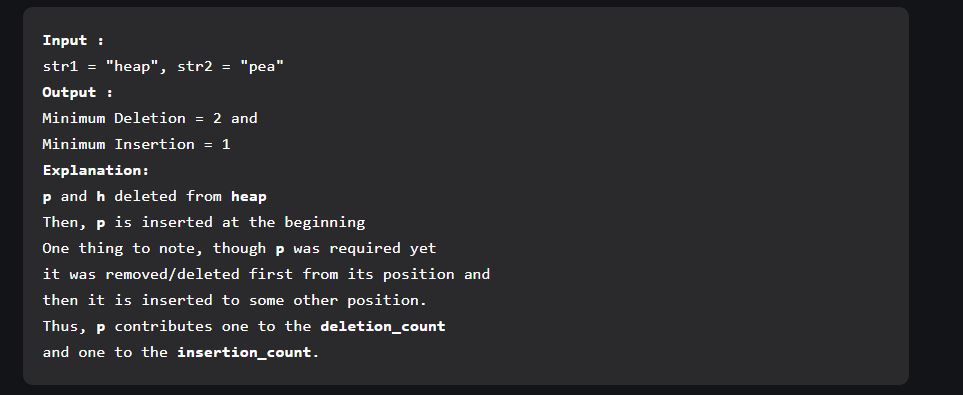 Input :
str1 = "heap", str2 = "pea"
Output :
Minimum Deletion = 2 and
Minimum Insertion = 1
Explanation:
p and h deleted from heap
Then, p is inserted at the beginning
One thing to note, though p was required yet
it was removed/deleted first from its position and
then it is inserted to some other position.
Thus, p contributes one to the deletion_count
and one to the insertion_count.